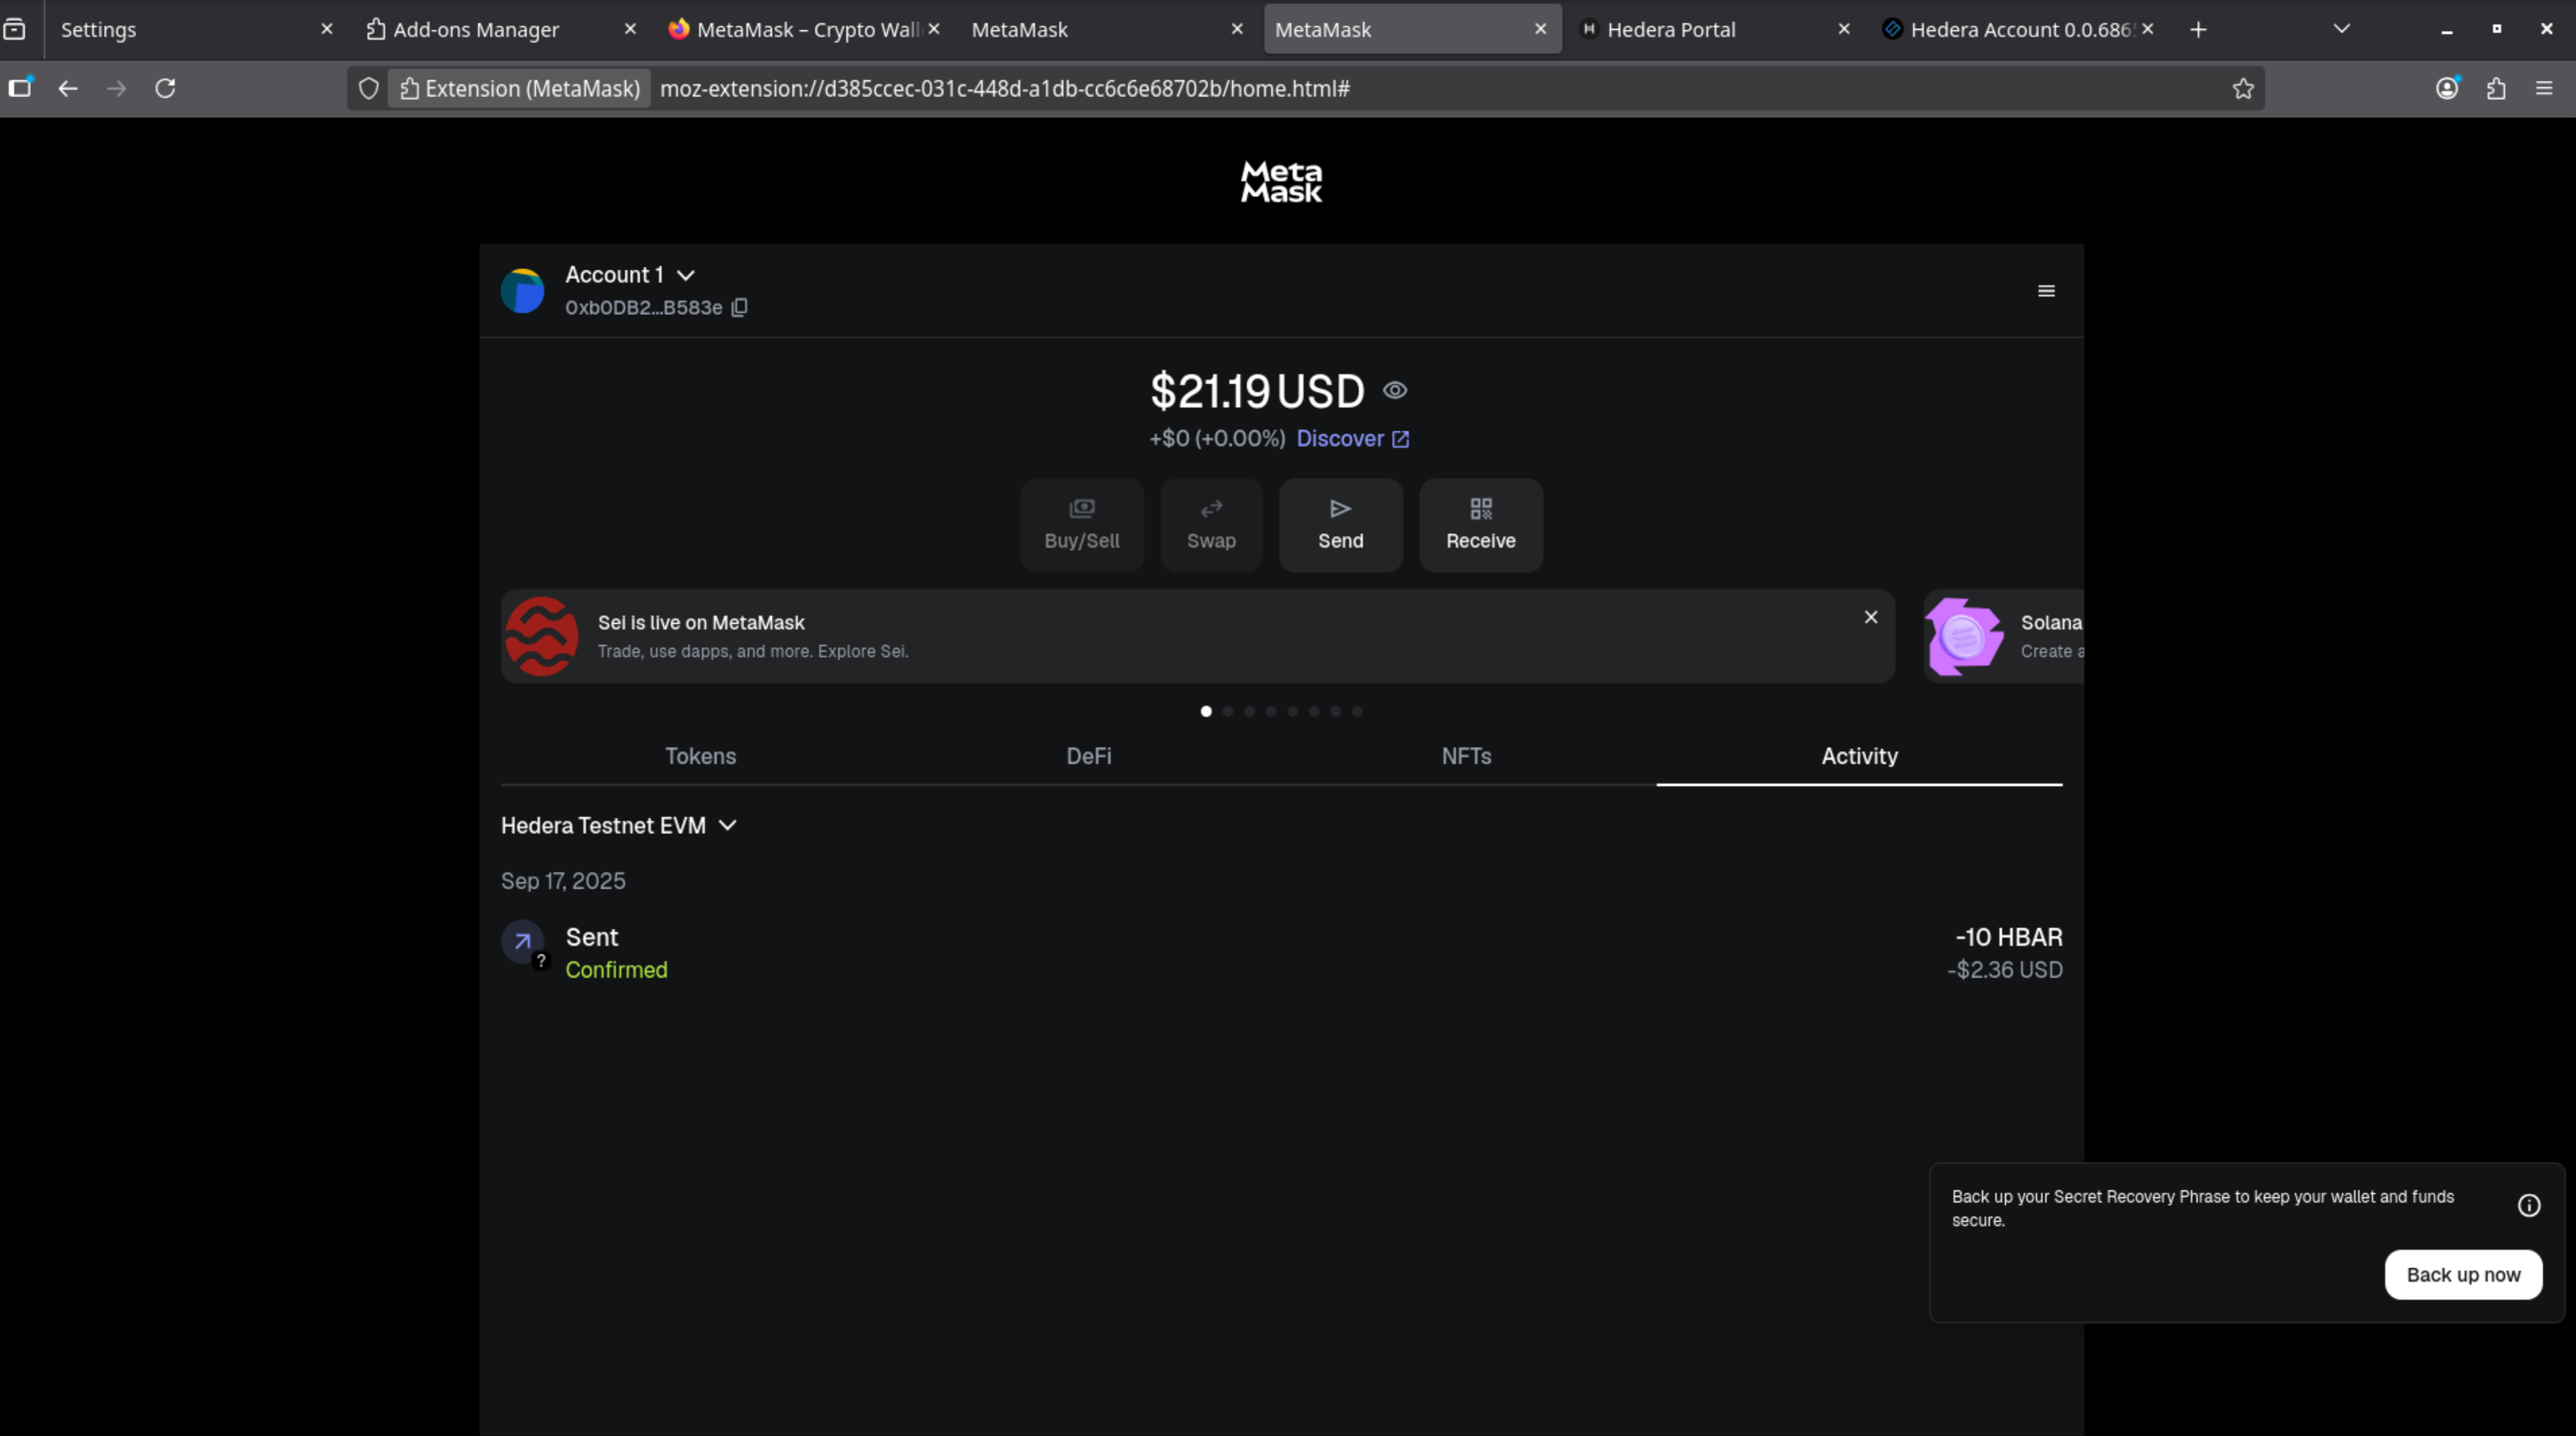 Settings
Add-ons Manager
MetaMask – Crypto Wall
MetaMask
MetaMask
Hedera Portal
Hedera Account 0.0.686
Extension (MetaMask)
moz-extension://d385ccec-031c-448d-a1db-cc6c6e68702b/home.html#
Meta
Mask
Account 1
0xb0DB2...B583e
$21.19 USD
+$0 (+0.00%) Discover
Buy/Sell
Swap
Send
Receive
Sei is live on MetaMask
Trade, use dapps, and more. Explore Sei.
Solana
Create a
Tokens
DeFi
NFTs
Activity
Hedera Testnet EVM
Sep 17, 2025
Sent
-10 HBAR
Confirmed
-$2.36 USD
Back up your Secret Recovery Phrase to keep your wallet and funds
secure.
Back up now